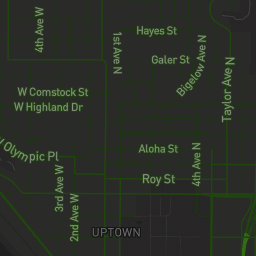 Hayes St
4th Ave W
1st Ave N
Galer St
Bigelow Ave N
Taylor Ave N
W Comstock St
W Highland Dr
Olympic Pl
Aloha St
4th Ave N
3rd Ave W
Roy St
2nd Ave W
UPTOWN